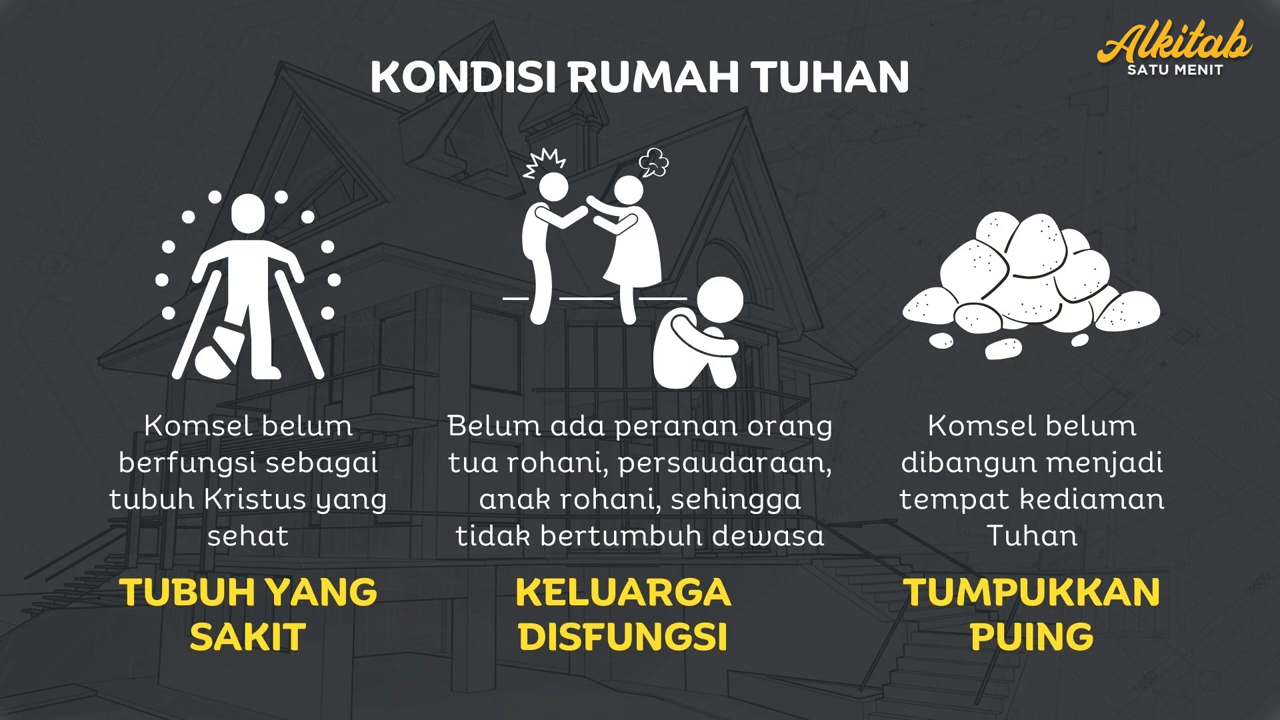 Alkitab
SATU MENIT
KONDISI RUMAH TUHAN
Komsel belum
berfungsi sebagai
tubuh Kristus yang
sehat
TUBUH YANG
SAKIT
Belum ada peranan orang
tua rohani, persaudaraan,
anak rohani, sehingga
tidak bertumbuh dewasa
KELUARGA
DISFUNGSI
Komsel belum
dibangun menjadi
tempat kediaman
Tuhan
TUMPUKKAN
PUING